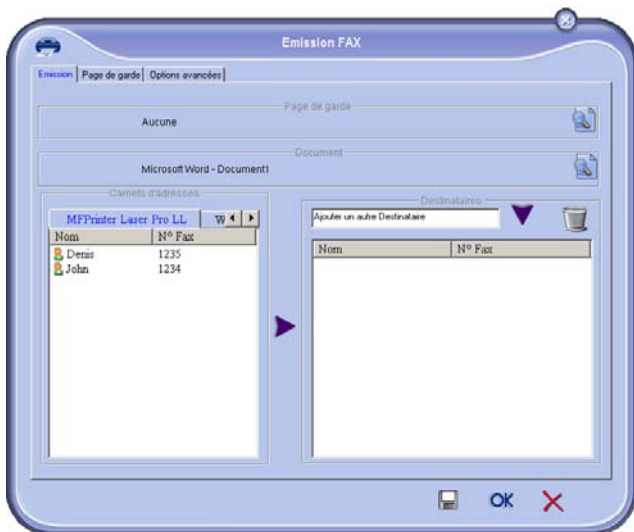 Emission FAX
Emission Page de garde Options avancées
Page de garde
Aucune
Document
Microsoft Word - Document1
Carnets d'adresses
MFPrinter Laser Pro LL W
Nom N° Fax
Denis 1235
John 1234
Destinataires
Ajouter un autre Destinataire
Nom N° Fax
OK